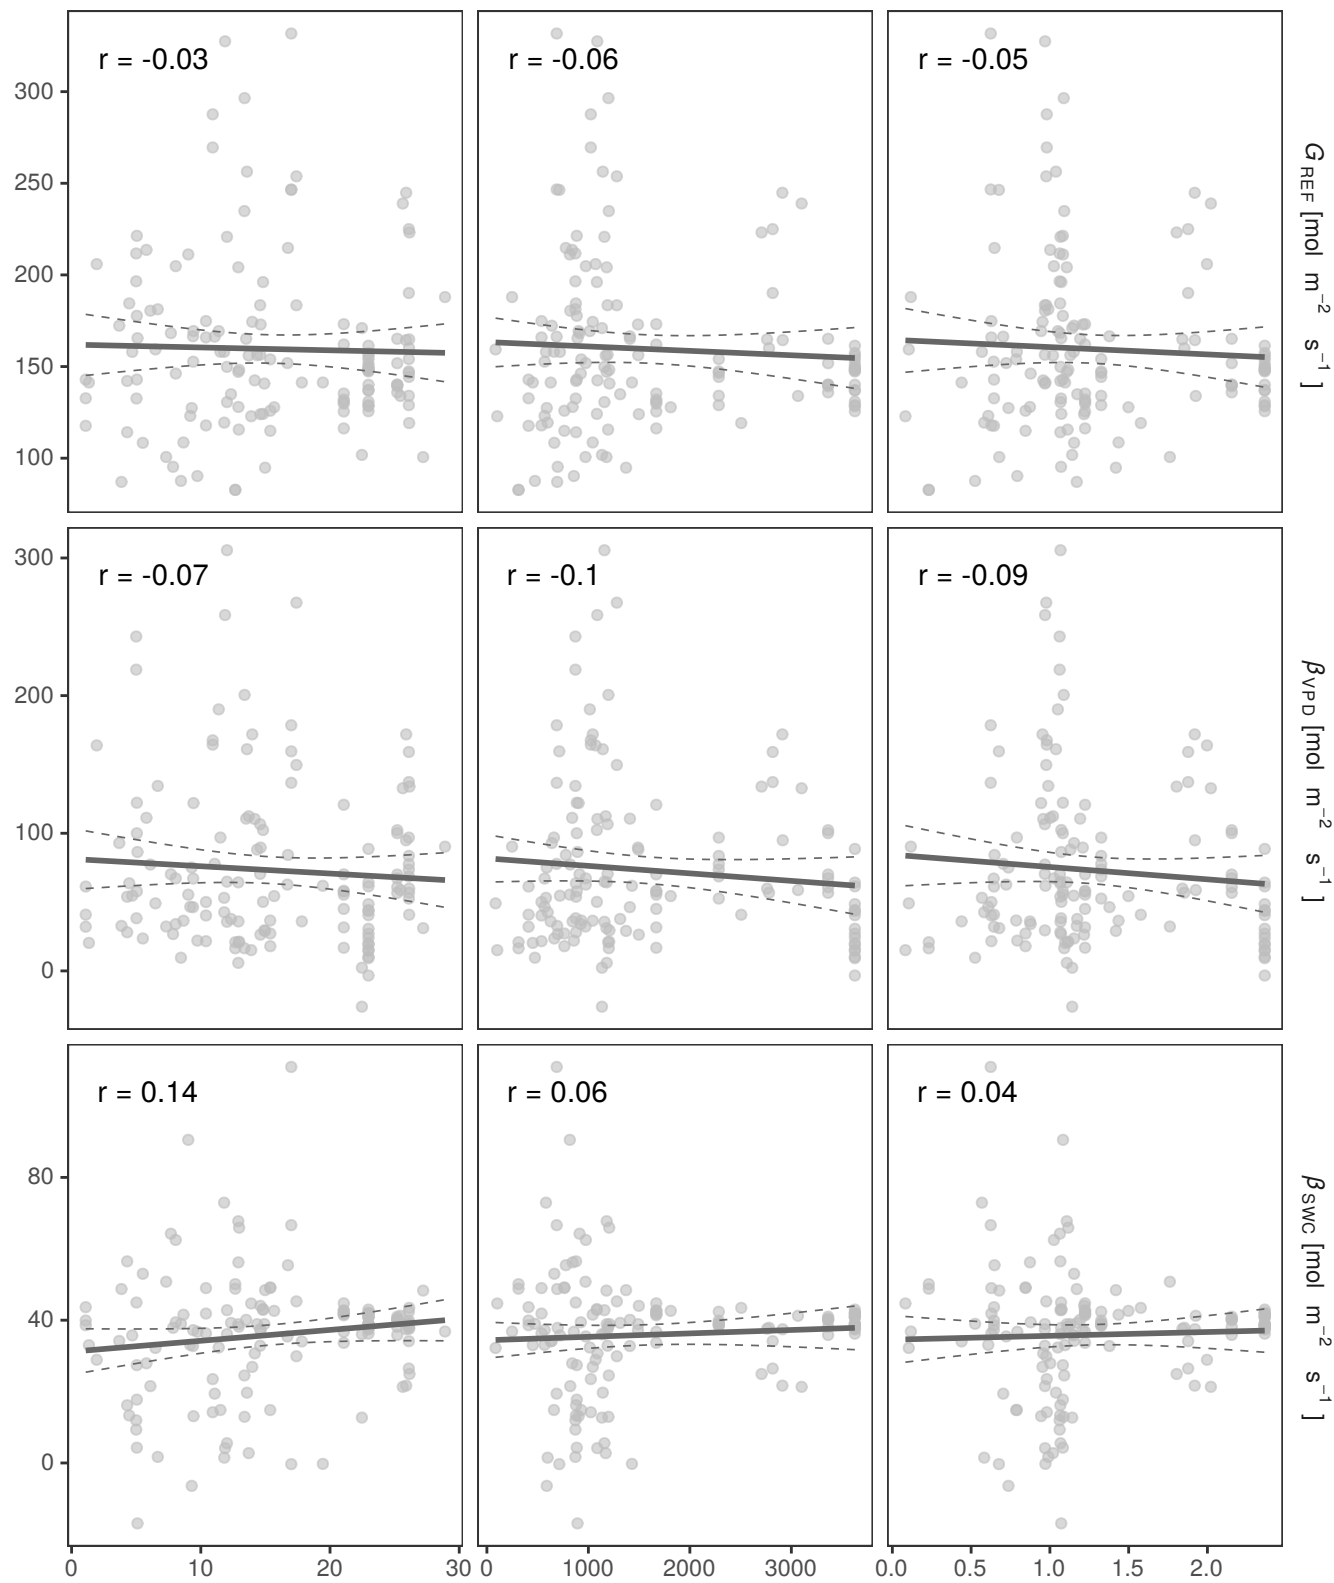 r = -0.03
r = -0.06
r = -0.05
300
250
200
150
100
G REF [mol m⁻² s⁻¹]
r = -0.07
r = -0.1
r = -0.09
300
200
100
0
β VPD [mol m⁻² s⁻¹]
r = 0.14
r = 0.06
r = 0.04
80
40
0
β SWC [mol m⁻² s⁻¹]
0 10 20 30
0 1000 2000 3000
0.0 0.5 1.0 1.5 2.0